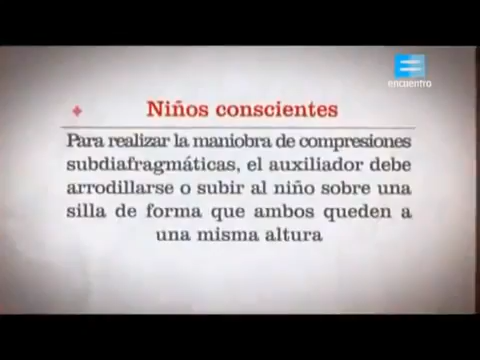 encuentro
Niños conscientes
Para realizar la maniobra de compresiones
subdiafragmáticas, el auxiliador debe
arrodillarse o subir al niño sobre una
silla de forma que ambos queden a
una misma altura